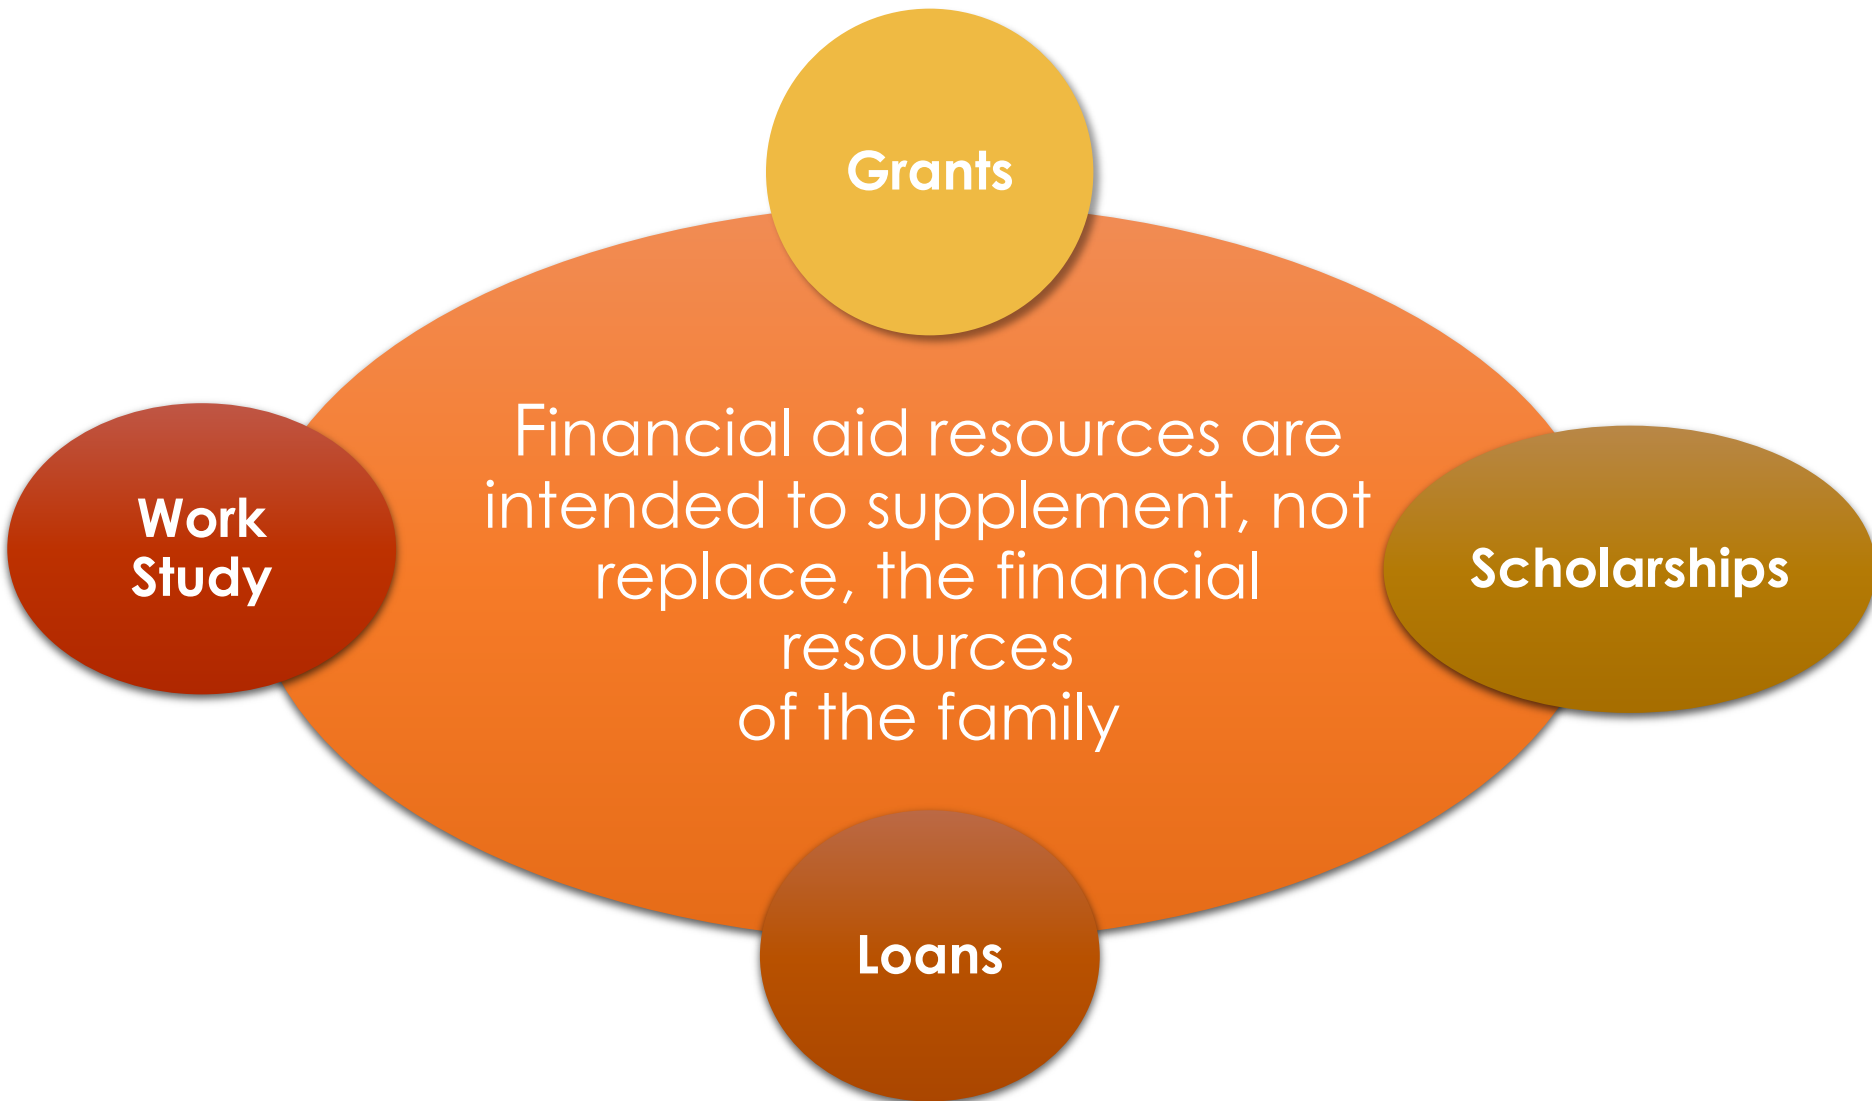 Grants
Work
Study
Financial aid resources are
intended to supplement, not
replace, the financial
resources
of the family
Scholarships
Loans